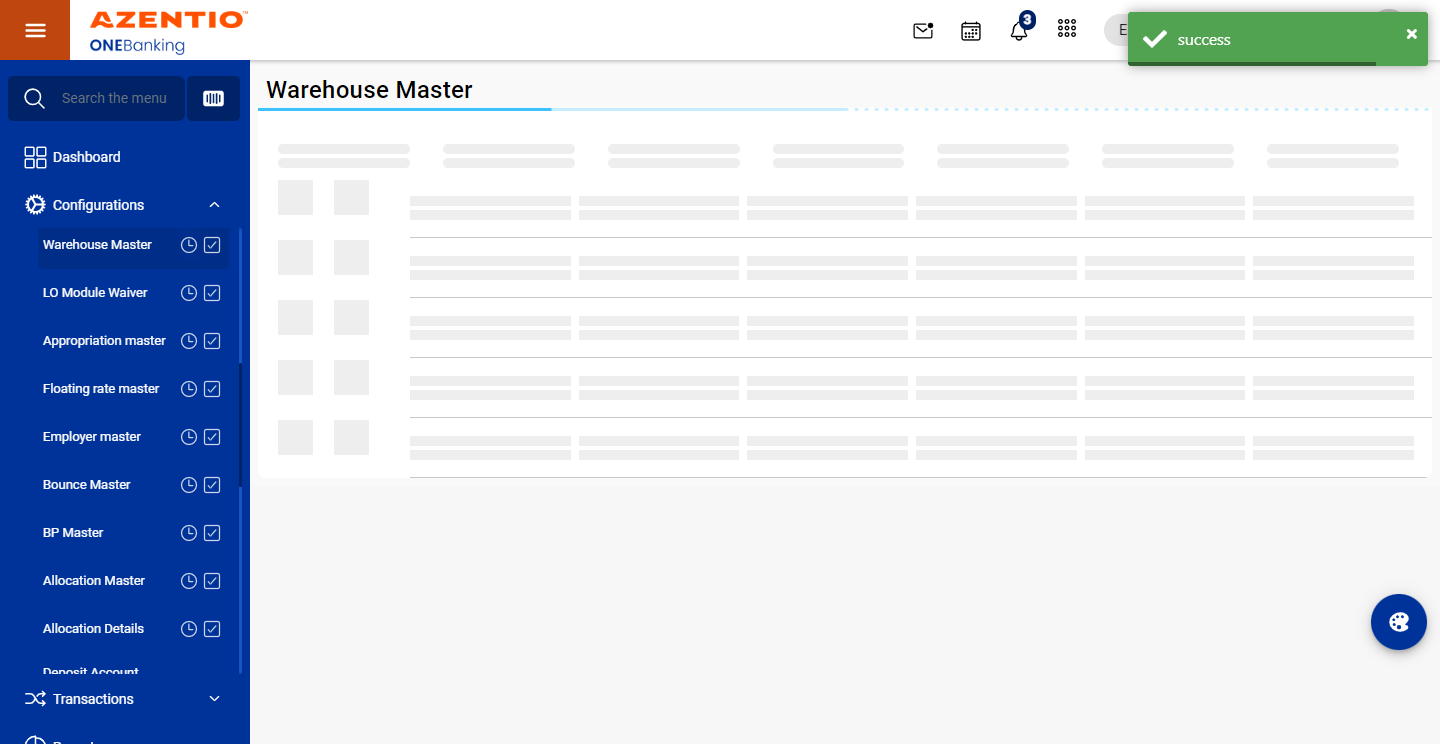 AZENTIO™
ONEBanking
3
E
success
Search the menu
Warehouse Master
Dashboard
Configurations
Warehouse Master
LO Module Waiver
Appropriation master
Floating rate master
Employer master
Bounce Master
BP Master
Allocation Master
Allocation Details
Deposit Account
Transactions